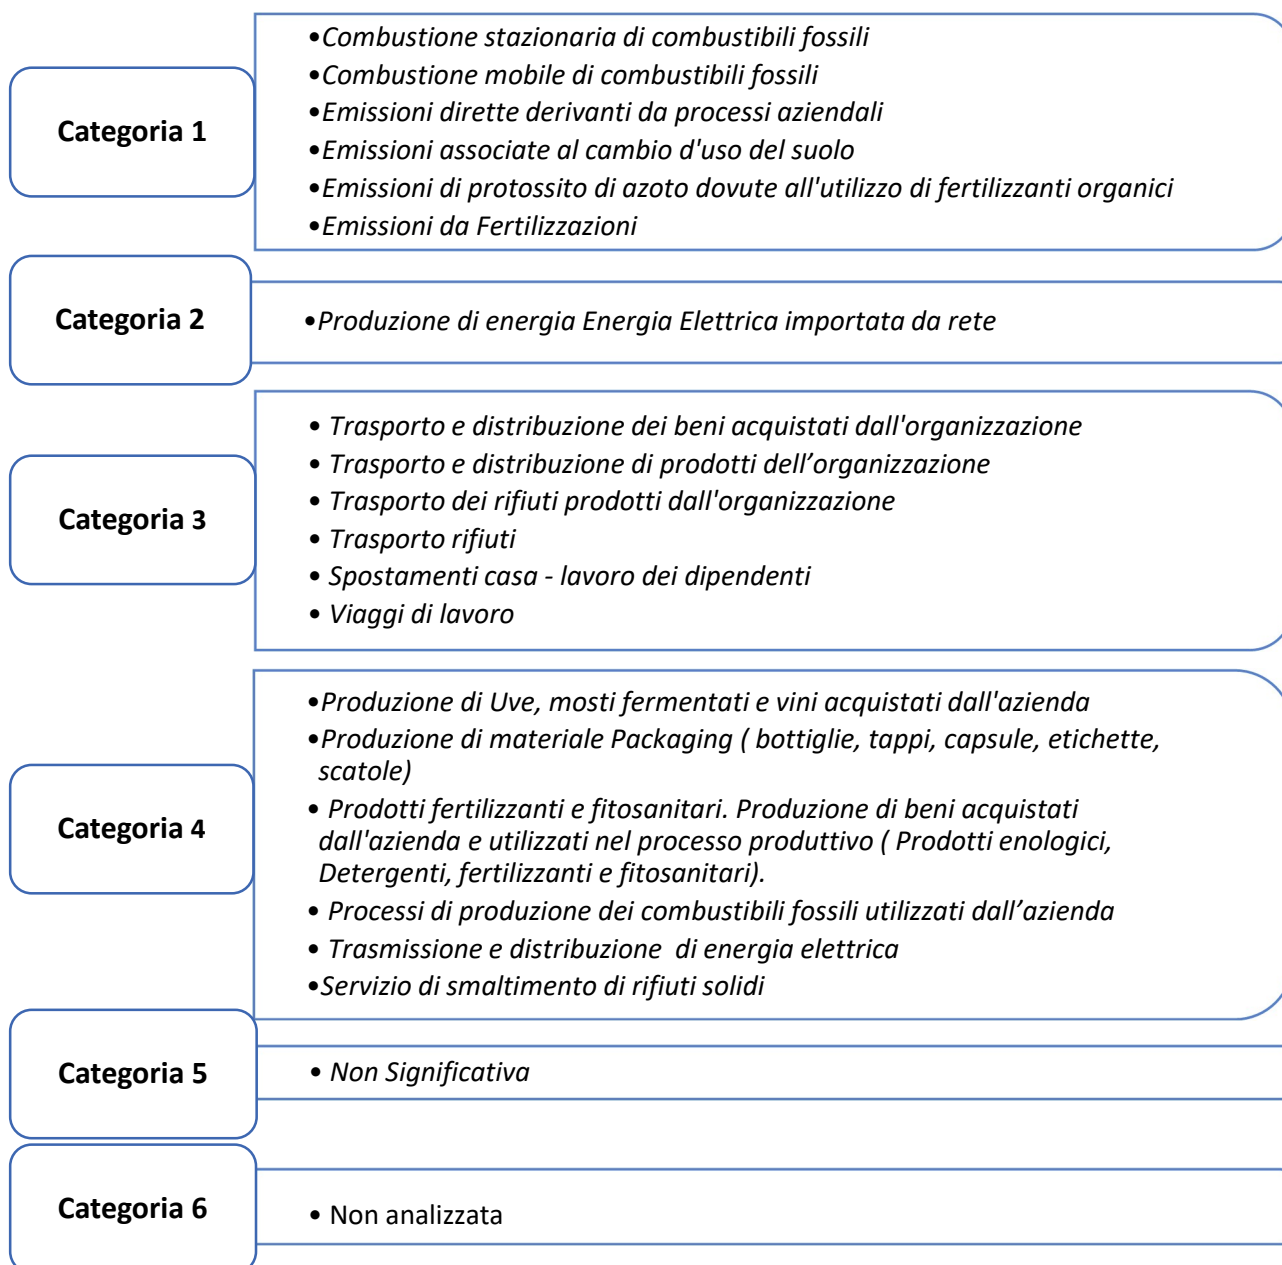 Categoria 1
•Combustione stazionaria di combustibili fossili
•Combustione mobile di combustibili fossili
•Emissioni dirette derivanti da processi aziendali
•Emissioni associate al cambio d'uso del suolo
•Emissioni di protossito di azoto dovute all'utilizzo di fertilizzanti organici
•Emissioni da Fertilizzazioni
Categoria 2
•Produzione di energia Energia Elettrica importata da rete
Categoria 3
• Trasporto e distribuzione dei beni acquistati dall'organizzazione
• Trasporto e distribuzione di prodotti dell’organizzazione
• Trasporto dei rifiuti prodotti dall'organizzazione
• Trasporto rifiuti
• Spostamenti casa - lavoro dei dipendenti
• Viaggi di lavoro
Categoria 4
•Produzione di Uve, mosti fermentati e vini acquistati dall'azienda
•Produzione di materiale Packaging ( bottiglie, tappi, capsule, etichette,
scatole)
• Prodotti fertilizzanti e fitosanitari. Produzione di beni acquistati
dall'azienda e utilizzati nel processo produttivo ( Prodotti enologici,
Detergenti, fertilizzanti e fitosanitari).
• Processi di produzione dei combustibili fossili utilizzati dall’azienda
• Trasmissione e distribuzione di energia elettrica
•Servizio di smaltimento di rifiuti solidi
Categoria 5
• Non Significativa
Categoria 6
• Non analizzata